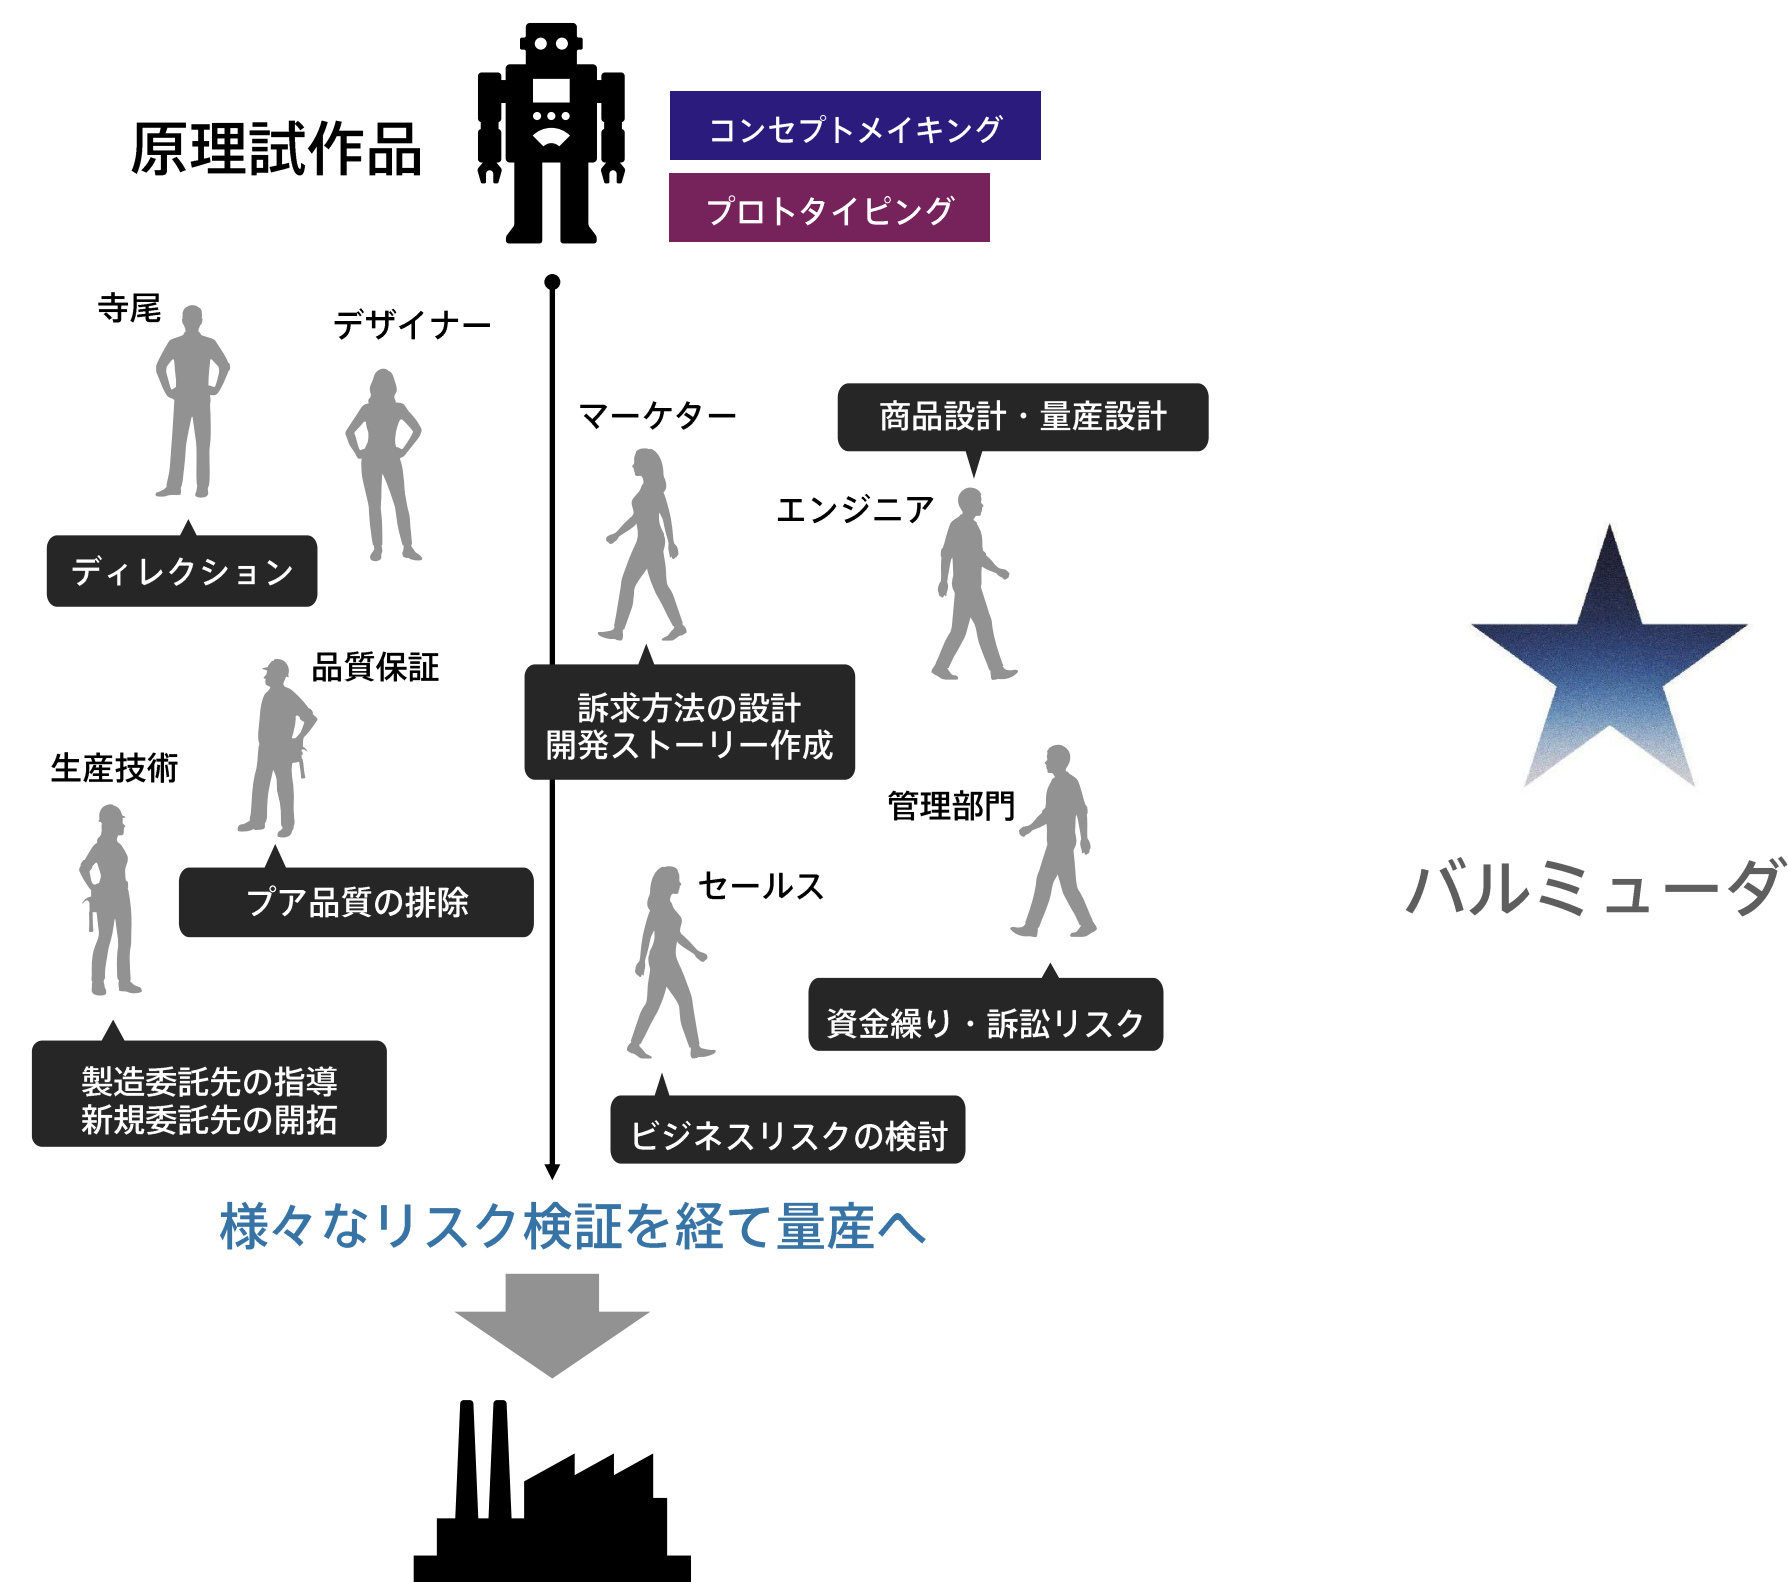 原理試作品
コンセプトメイキング
プロトタイピング
寺尾
デザイナー
ディレクション
マーケター
商品設計・量産設計
エンジニア
訴求方法の設計
開発ストーリー作成
品質保証
プア品質の排除
生産技術
製造委託先の指導
新規委託先の開拓
管理部門
資金繰り・訴訟リスク
セールス
ビジネスリスクの検討
バルミューダ
様々なリスク検証を経て量産へ